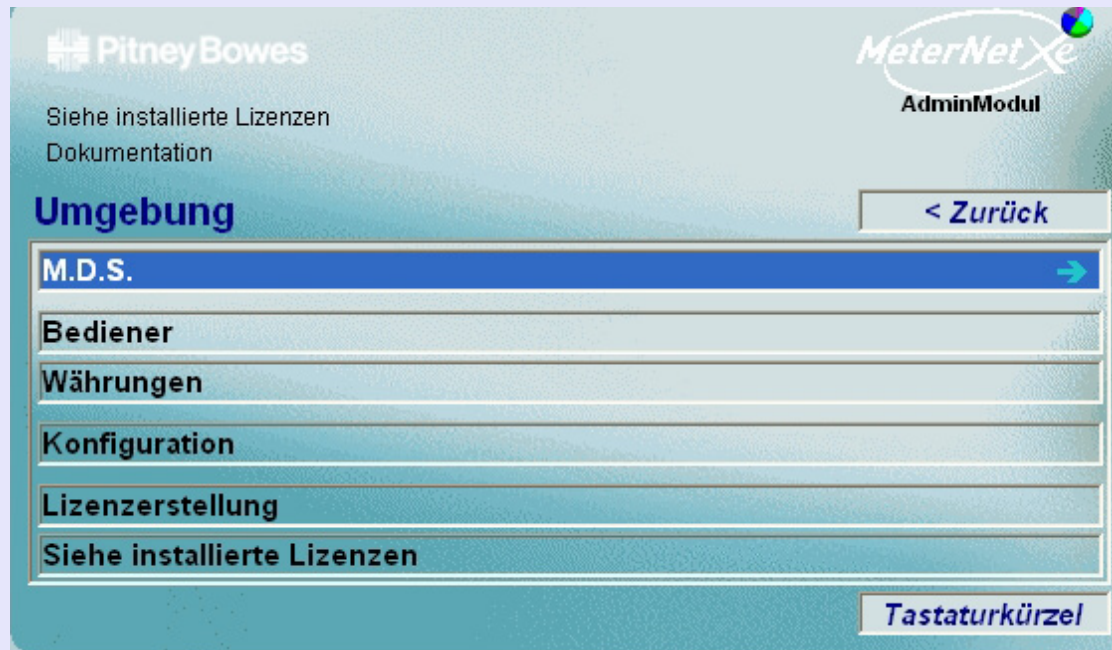 Pitney Bowes
MeterNet Xe
AdminModul
Siehe installierte Lizenzen
Dokumentation
Umgebung
< Zurück
M.D.S.
Bediener
Währungen
Konfiguration
Lizenzerstellung
Siehe installierte Lizenzen
Tastaturkürzel